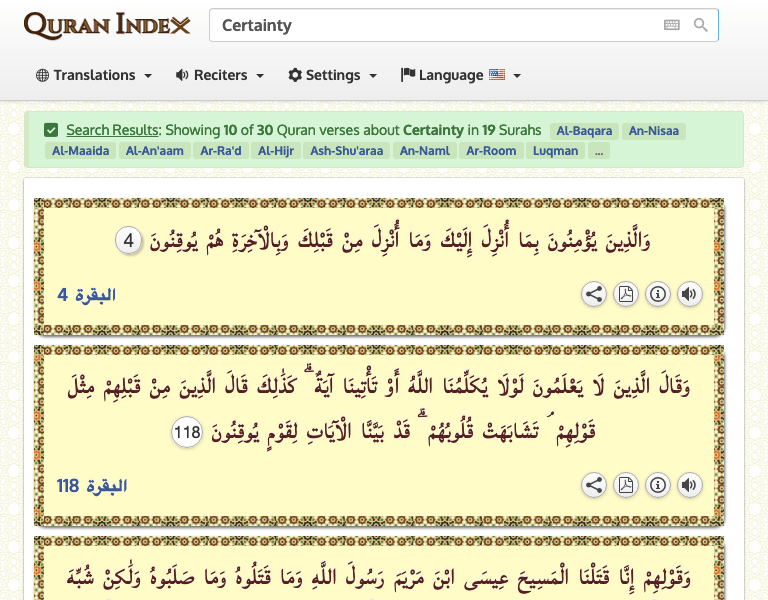 QURAN INDEX
Certainty
Translations Reciters Settings Language
Search Results: Showing 10 of 30 Quran verses about Certainty in 19 Surahs Al-Baqara An-Nisaa
Al-Maaida Al-An'aam Ar-Ra'd Al-Hijr Ash-Shu'araa An-Naml Ar-Room Luqman ...
وَالَّذِينَ يُؤْمِنُونَ بِمَا أُنْزِلَ إِلَيْكَ وَمَا أُنْزِلَ مِنْ قَبْلِكَ وَبِالْآخِرَةِ هُمْ يُوقِنُونَ 4
البقرة 4
وَقَالَ الَّذِينَ لَا يَعْلَمُونَ لَوْلَا يُكَلِّمُنَا اللَّهُ أَوْ تَأْتِينَا آيَةٌ ۗ كَذَٰلِكَ قَالَ الَّذِينَ مِنْ قَبْلِهِمْ مِثْلَ
قَوْلِهِمْ ۘ تَشَابَهَتْ قُلُوبُهُمْ ۗ قَدْ بَيَّنَّا الْآيَاتِ لِقَوْمٍ يُوقِنُونَ 118
البقرة 118
وَقَوْلِهِمْ إِنَّا قَتَلْنَا الْمَسِيحَ عِيسَى ابْنَ مَرْيَمَ رَسُولَ اللَّهِ وَمَا قَتَلُوهُ وَمَا صَلَبُوهُ وَلَٰكِنْ شُبِّهَ